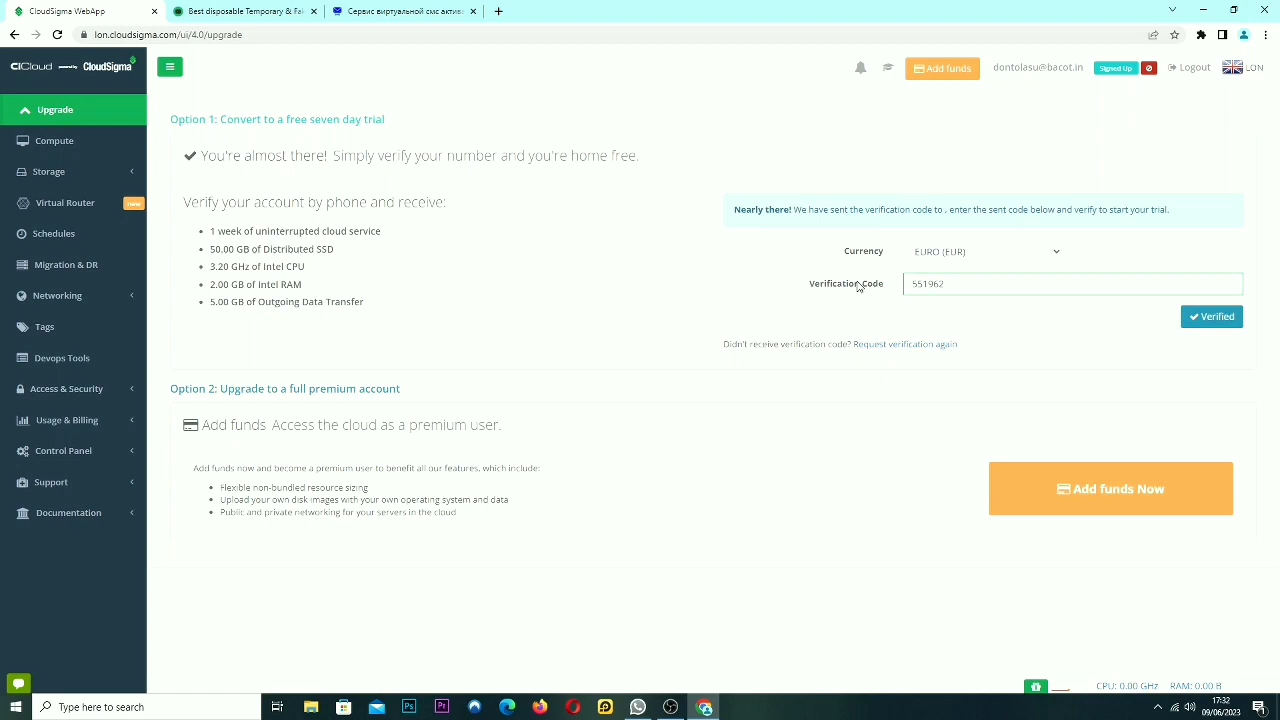 CloudSigma WebApp
Best disposable Temporary & Fak
Сервис виртуальной смс активa
lon.cloudsigma.com/ui/4.0/upgrade
CloudSigma
Add funds
dontolasu@bacot.in
Signed Up
Logout
LON
Upgrade
Compute
Storage
Virtual Router
new
Schedules
Migration & DR
Networking
Tags
Devops Tools
Access & Security
Usage & Billing
Control Panel
Support
Documentation
Option 1: Convert to a free seven day trial
You're almost there! Simply verify your number and you're home free.
Verify your account by phone and receive:
1 week of uninterrupted cloud service
50.00 GB of Distributed SSD
3.20 GHz of Intel CPU
2.00 GB of Intel RAM
5.00 GB of Outgoing Data Transfer
Nearly there! We have sent the verification code to , enter the sent code below and verify to start your trial.
Currency
EURO (EUR)
Verification Code
551962
Verified
Didn't receive verification code? Request verification again
Option 2: Upgrade to a full premium account
Add funds Access the cloud as a premium user.
Add funds now and become a premium user to benefit all our features, which include:
Flexible non-bundled resource sizing
Upload your own disk images with your own operating system and data
Public and private networking for your servers in the cloud
Add funds Now
CPU: 0.00 GHz
RAM: 0.00 B
Type here to search
Ps
Pr
17:32
09/06/2023